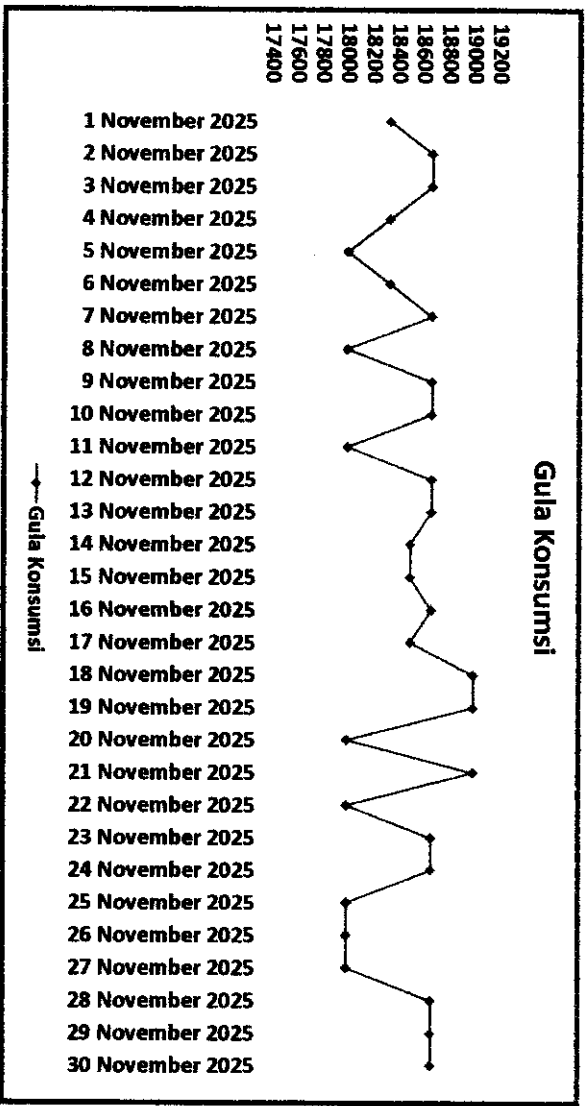 Gula Konsumsi
19200
19000
18800
18600
18400
18200
18000
17800
17600
17400
1 November 2025
2 November 2025
3 November 2025
4 November 2025
5 November 2025
6 November 2025
7 November 2025
8 November 2025
9 November 2025
10 November 2025
11 November 2025
12 November 2025
13 November 2025
14 November 2025
15 November 2025
16 November 2025
17 November 2025
18 November 2025
19 November 2025
20 November 2025
21 November 2025
22 November 2025
23 November 2025
24 November 2025
25 November 2025
26 November 2025
27 November 2025
28 November 2025
29 November 2025
30 November 2025
Gula Konsumsi